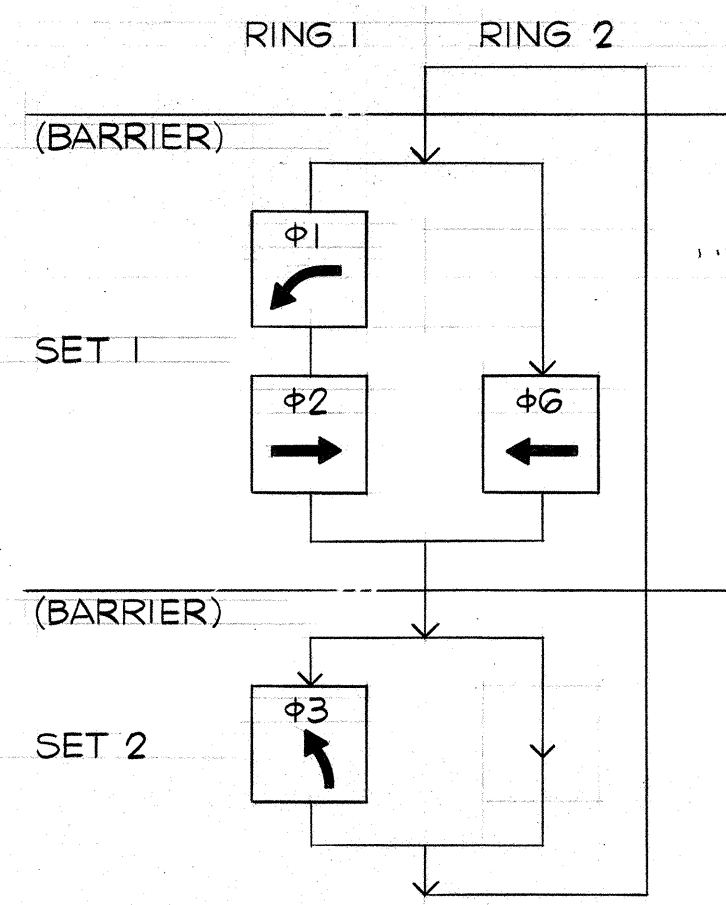 RING 1 RING 2
(BARRIER)
φ1
SET 1
φ2 φ6
(BARRIER)
φ3
SET 2